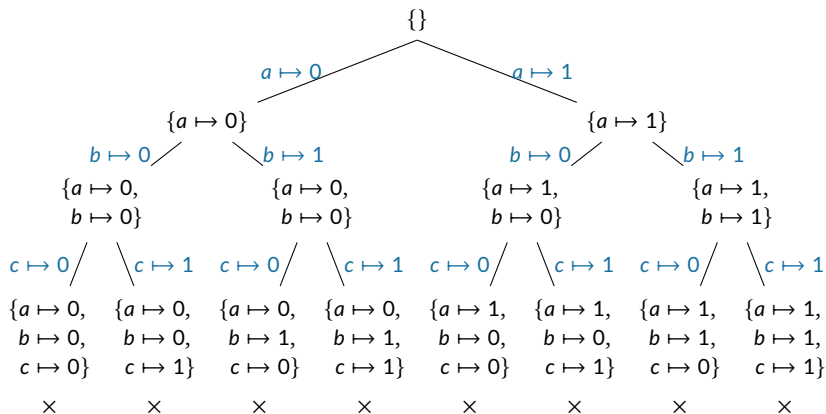 {}
a ↦ 0 a ↦ 1
{a ↦ 0} {a ↦ 1}
b ↦ 0 b ↦ 1 b ↦ 0 b ↦ 1
{a ↦ 0, {a ↦ 0, {a ↦ 1, {a ↦ 1,
b ↦ 0} b ↦ 0} b ↦ 0} b ↦ 1}
c ↦ 0 c ↦ 1 c ↦ 0 c ↦ 1 c ↦ 0 c ↦ 1 c ↦ 0 c ↦ 1
{a ↦ 0, {a ↦ 0, {a ↦ 0, {a ↦ 0, {a ↦ 1, {a ↦ 1, {a ↦ 1, {a ↦ 1,
b ↦ 0, b ↦ 0, b ↦ 1, b ↦ 1, b ↦ 0, b ↦ 0, b ↦ 1, b ↦ 1,
c ↦ 0} c ↦ 1} c ↦ 0} c ↦ 1} c ↦ 0} c ↦ 1} c ↦ 0} c ↦ 1}
× × × × × × × ×